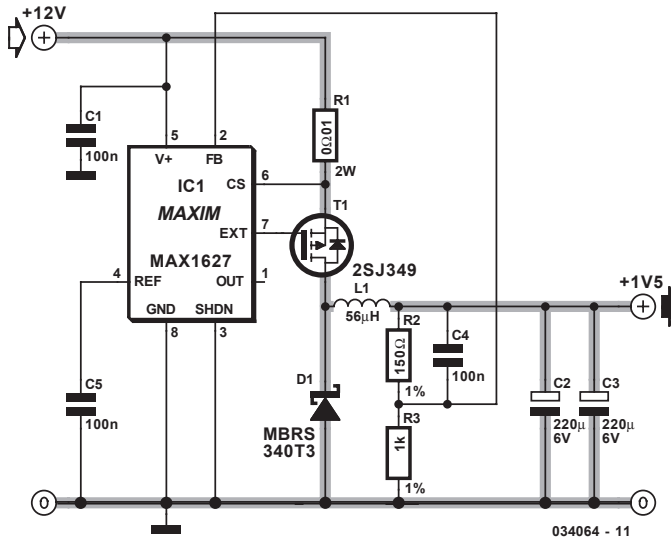 +12V
R1
0Ω01
2W
C1
100n
5
2
V+
FB
IC1
CS
6
MAXIM
T1
EXT
7
MAX1627
2SJ349
4
REF
OUT
1
L1
56µH
+1V5
GND
SHDN
8
3
R2
150Ω
1%
C4
100n
D1
C5
100n
MBRS
340T3
R3
1k
1%
C2
220µ
6V
C3
220µ
6V
0
0
034064 - 11